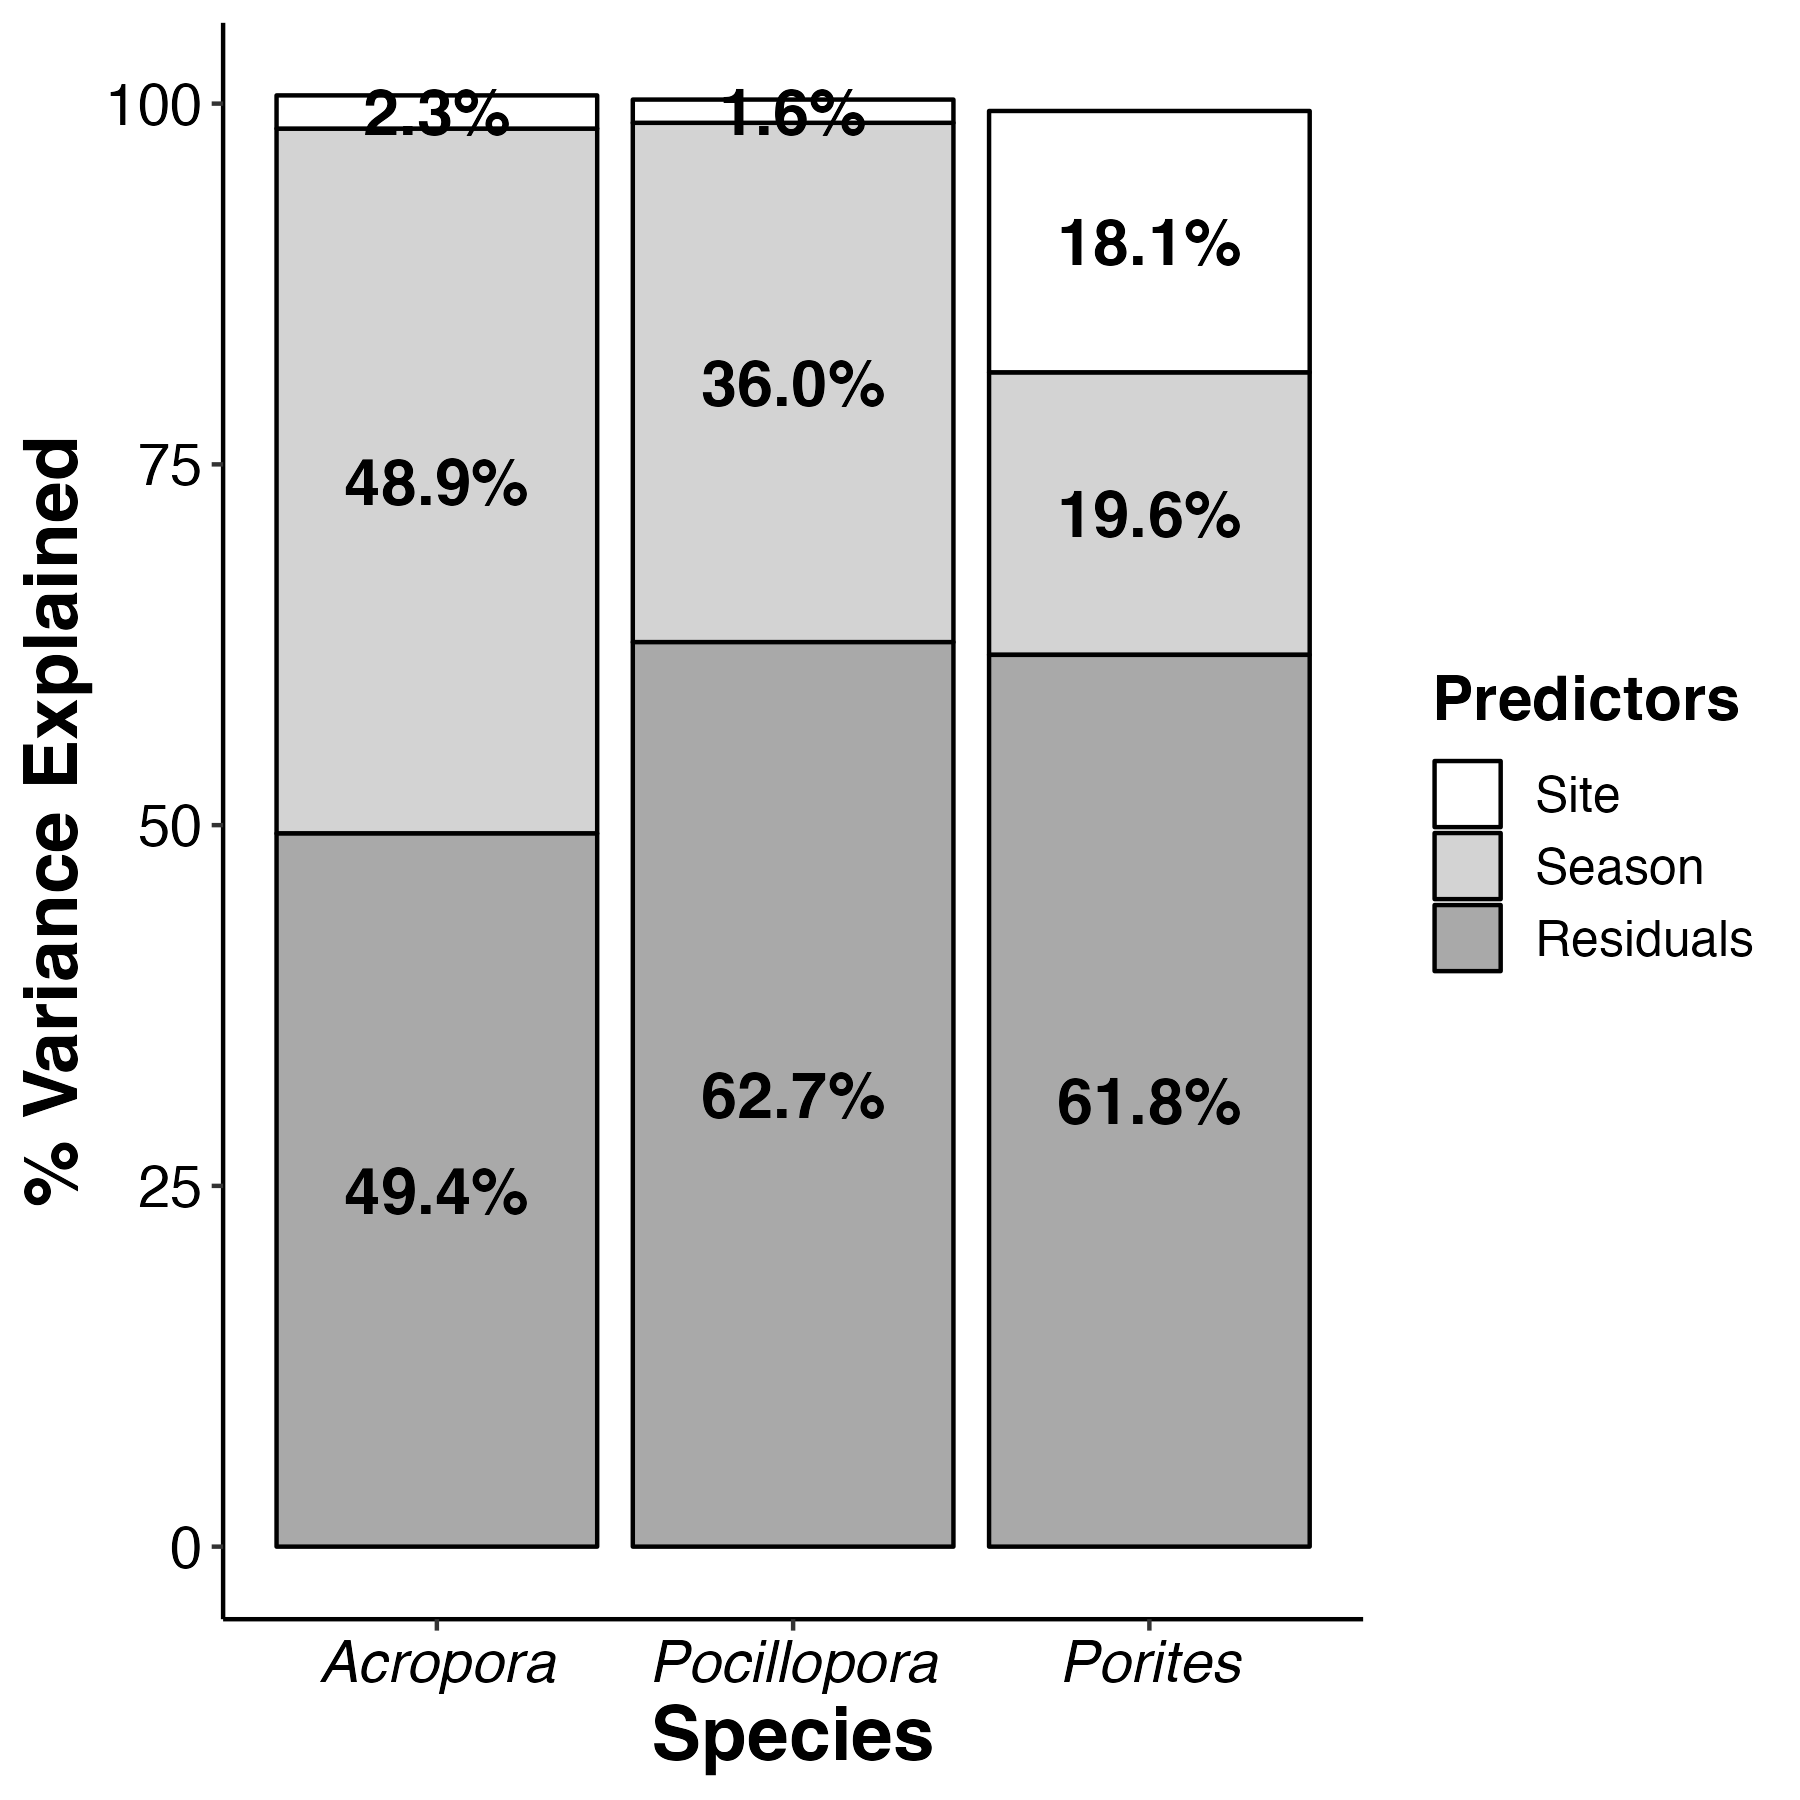 % Variance Explained
100
75
50
25
0
2.3%
48.9%
49.4%
1.6%
36.0%
62.7%
18.1%
19.6%
61.8%
Acropora
Pocillopora
Porites
Species
Predictors
Site
Season
Residuals